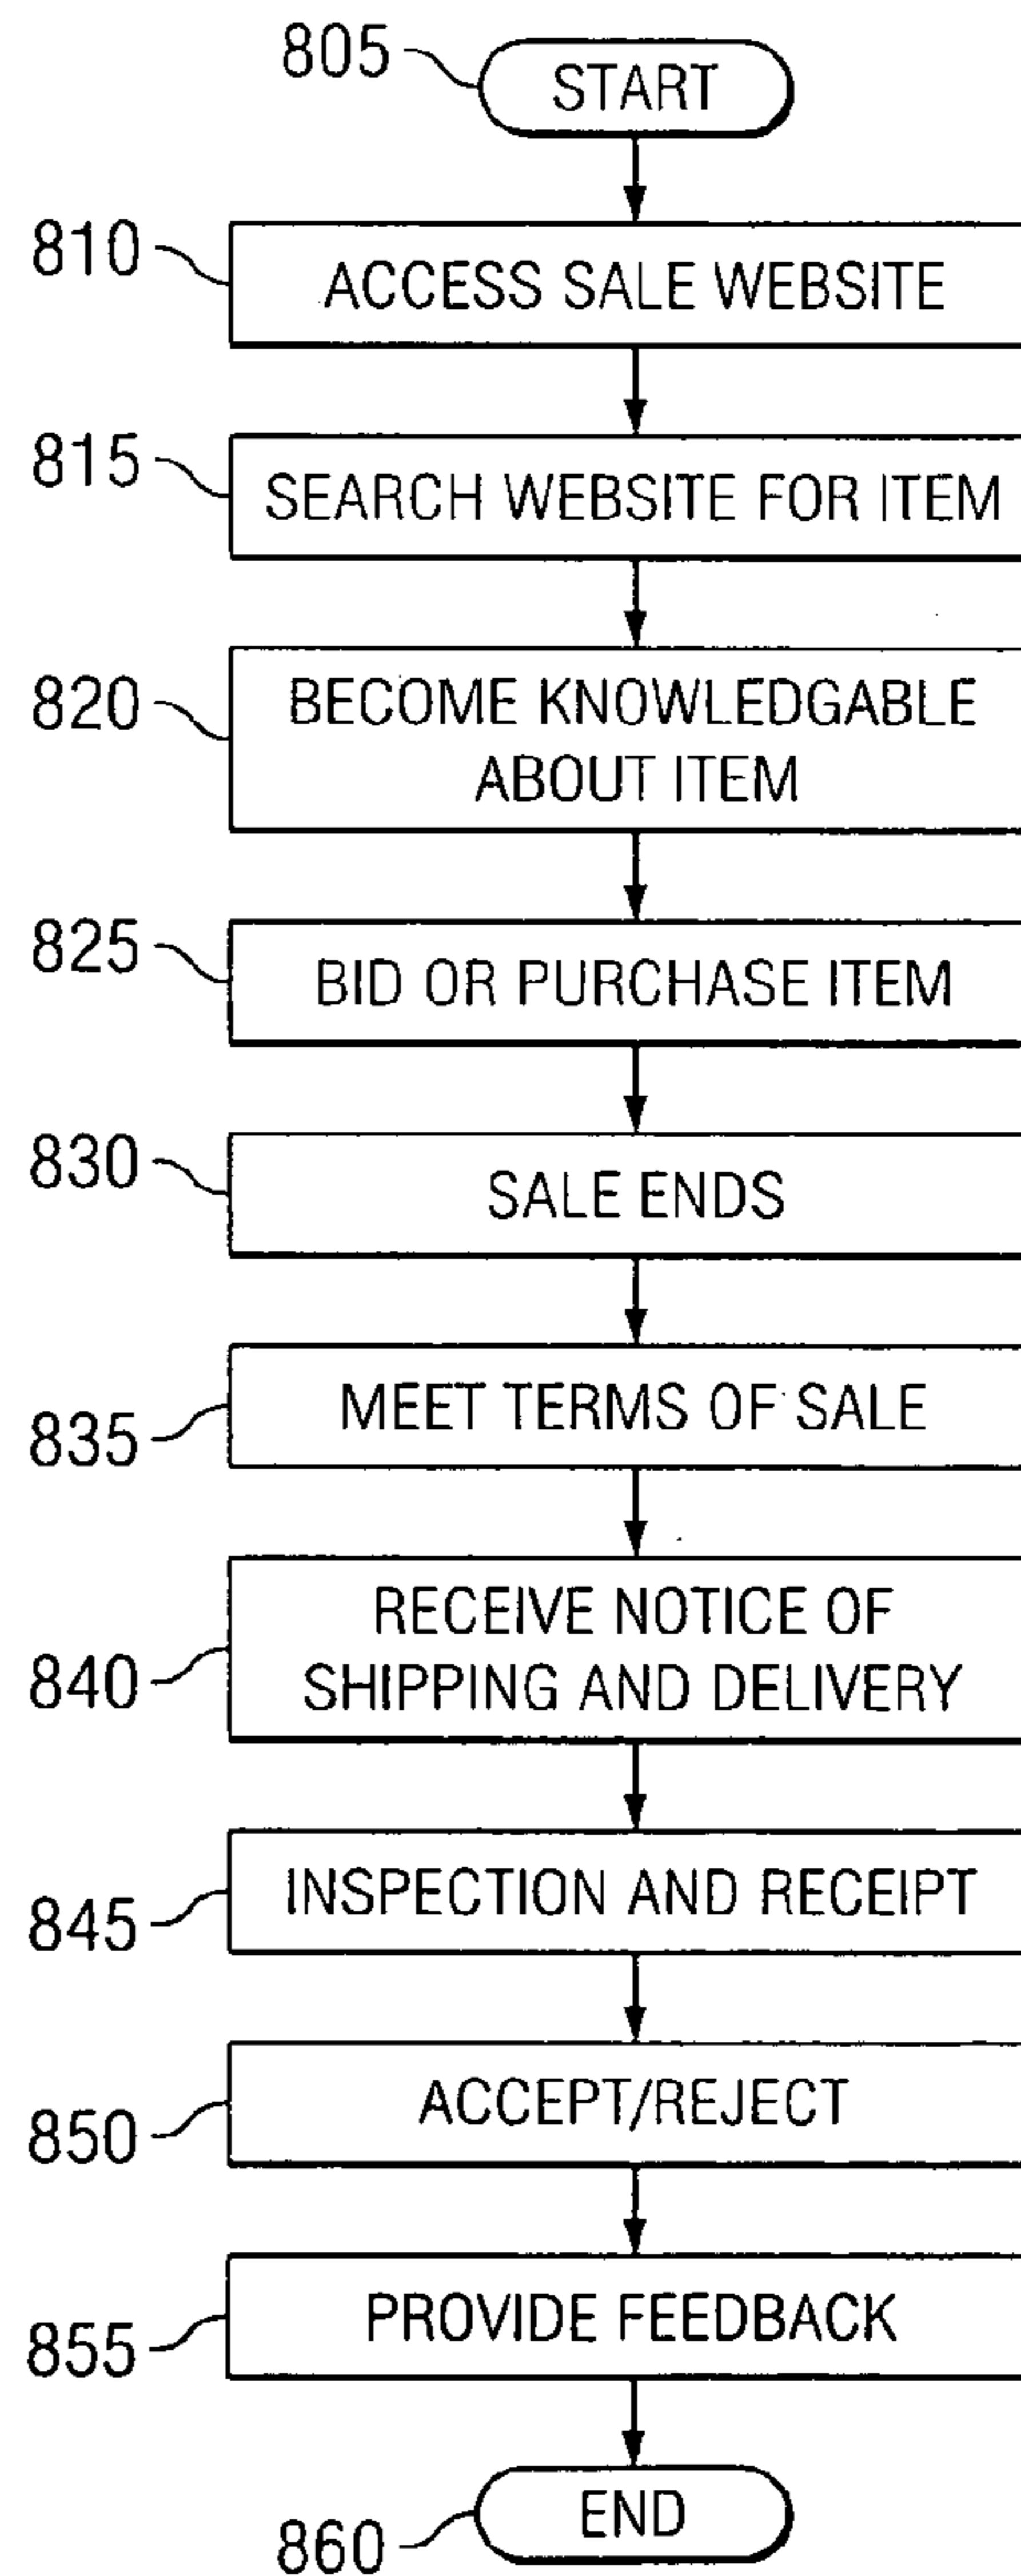 805
START
810
ACCESS SALE WEBSITE
815
SEARCH WEBSITE FOR ITEM
820
BECOME KNOWLEDGABLE
ABOUT ITEM
825
BID OR PURCHASE ITEM
830
SALE ENDS
835
MEET TERMS OF SALE
840
RECEIVE NOTICE OF
SHIPPING AND DELIVERY
845
INSPECTION AND RECEIPT
850
ACCEPT/REJECT
855
PROVIDE FEEDBACK
860
END